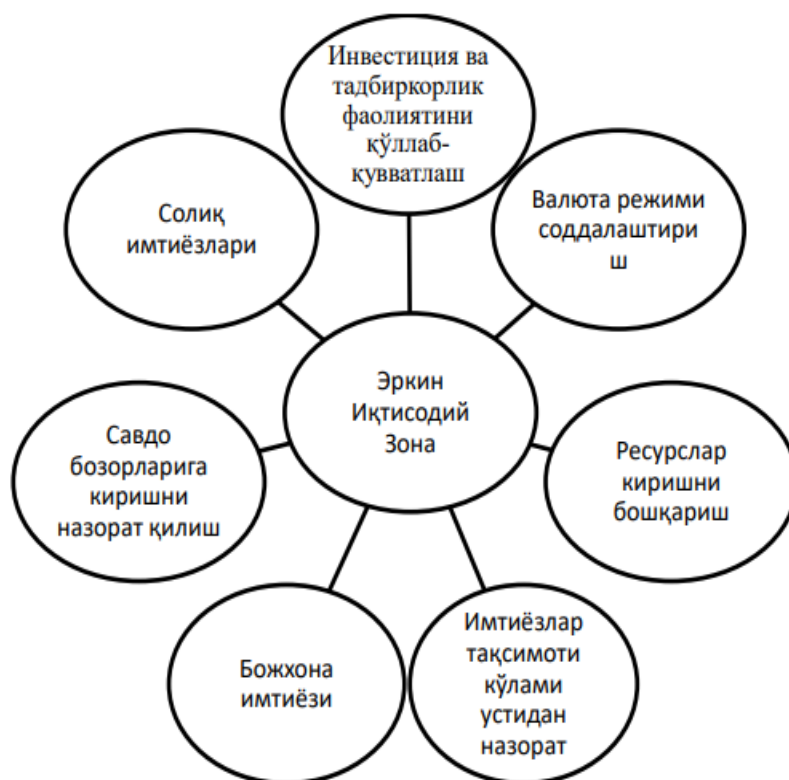 Инвестиция ва
тадбиркорлик
фаолиятини
қўллаб-
қувватлаш
Солиқ
имтиёзлари
Валюта режими
соддалаштири
ш
Эркин
Иқтисодий
Зона
Савдо
бозорларига
киришни
назорат қилиш
Ресурслар
киришни
бошқариш
Божхона
имтиёзи
Имтиёзлар
тақсимоти
кўлами
устидан
назорат